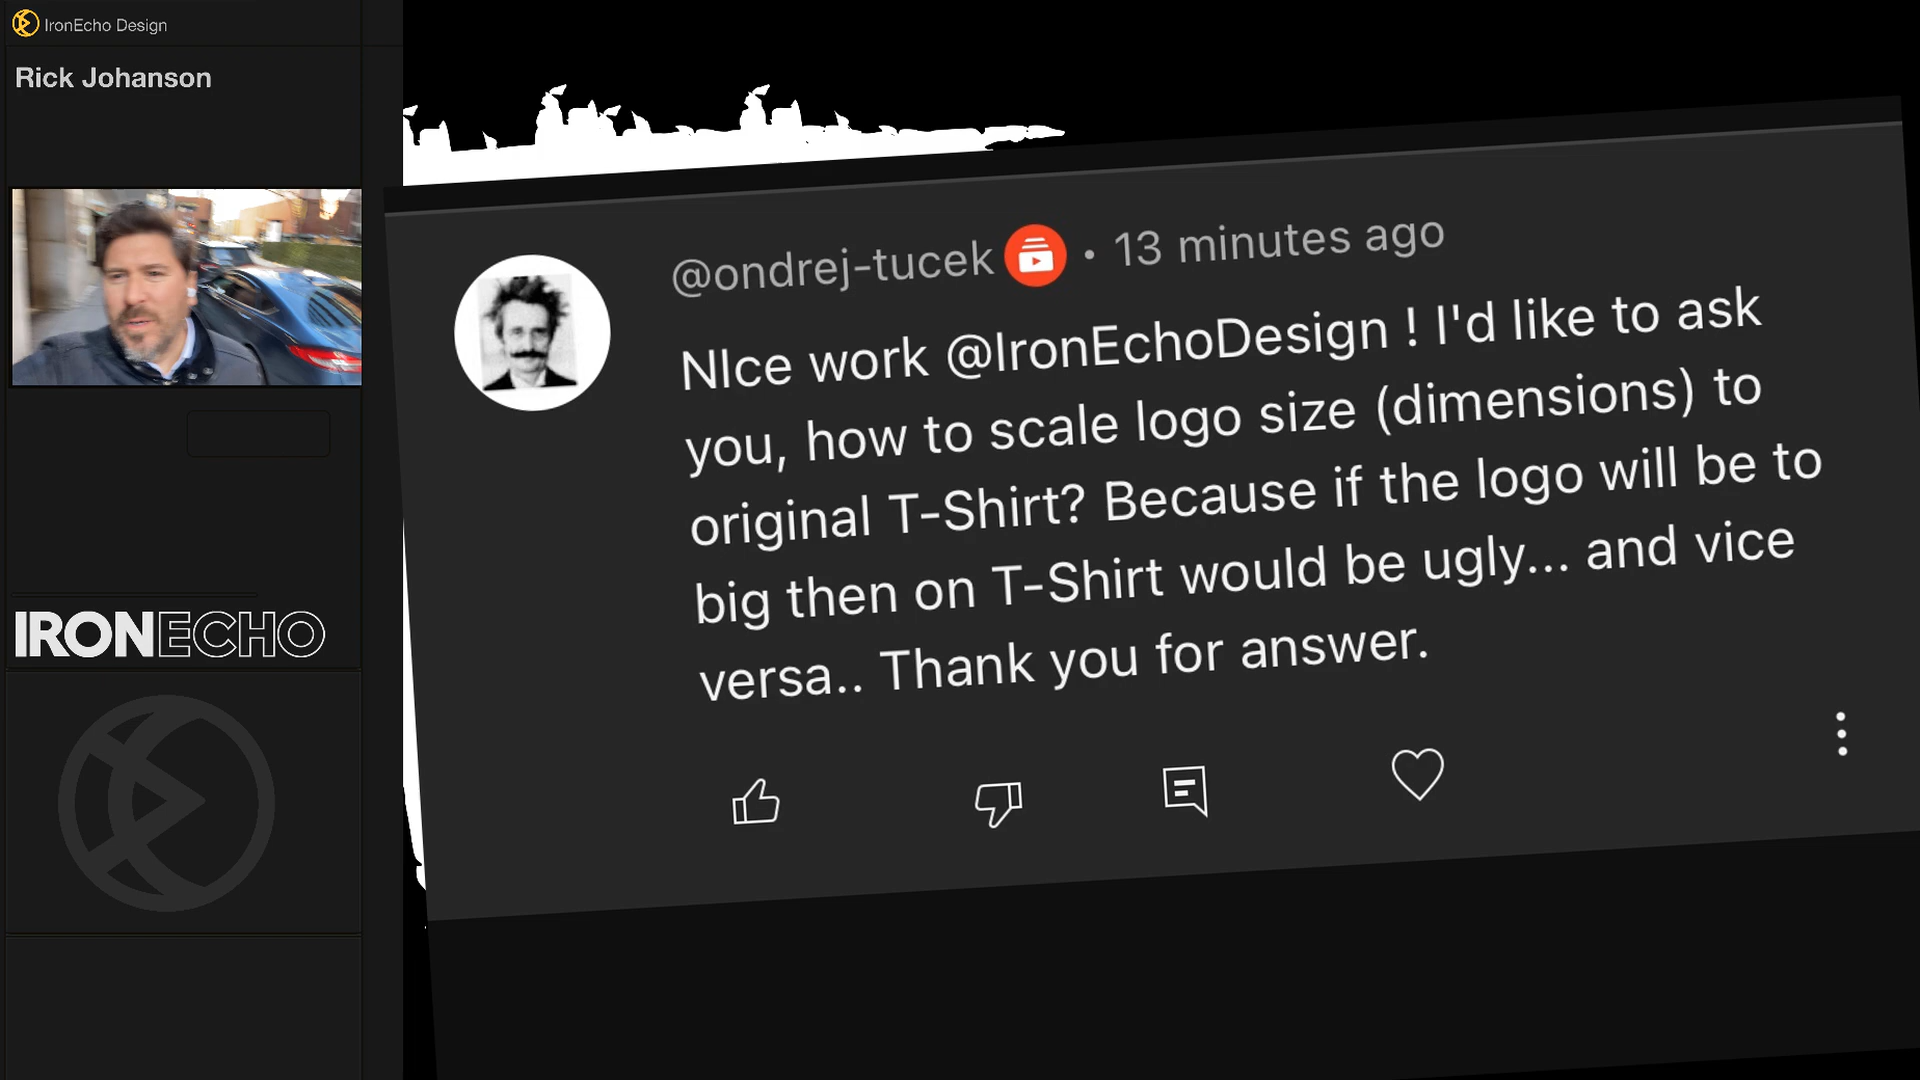 IronEcho Design
Rick Johanson
IRONECHO
@ondrej-tucek • 13 minutes ago
NIce work @IronEchoDesign ! I'd like to ask
you, how to scale logo size (dimensions) to
original T-Shirt? Because if the logo will be to
big then on T-Shirt would be ugly... and vice
versa.. Thank you for answer.